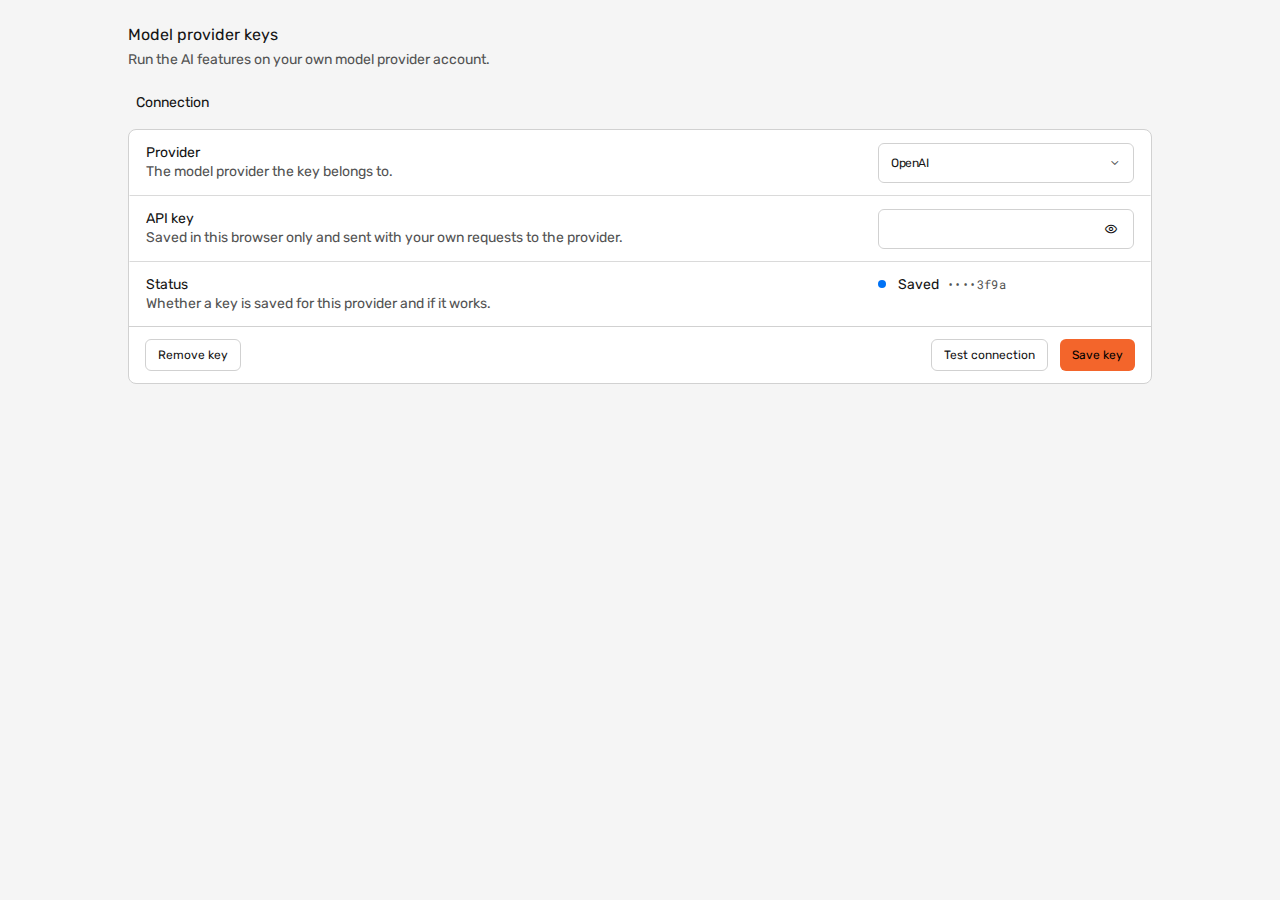 Model provider keys
Run the AI features on your own model provider account.
Connection
Provider
The model provider the key belongs to.
OpenAI
API key
Saved in this browser only and sent with your own requests to the provider.
Status
Whether a key is saved for this provider and if it works.
Saved ····3f9a
Remove key
Test connection
Save key